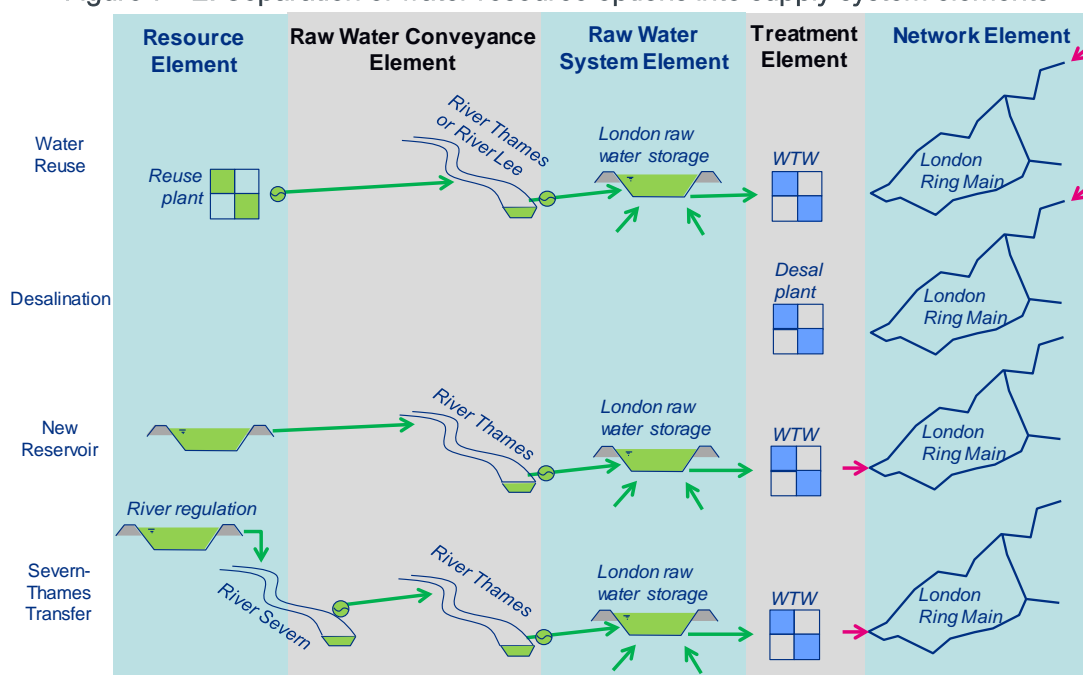 Resource
Element
Raw Water Conveyance
Element
Raw Water
System Element
Treatment
Element
Network Element
Water
Reuse
Reuse
plant
River Thames
or River Lee
London raw
water storage
WTW
London
Ring Main
Desalination
Desal
plant
London
Ring Main
New
Reservoir
River Thames
London raw
water storage
WTW
London
Ring Main
Severn-
Thames
Transfer
River regulation
River Severn
River Thames
London raw
water storage
WTW
London
Ring Main